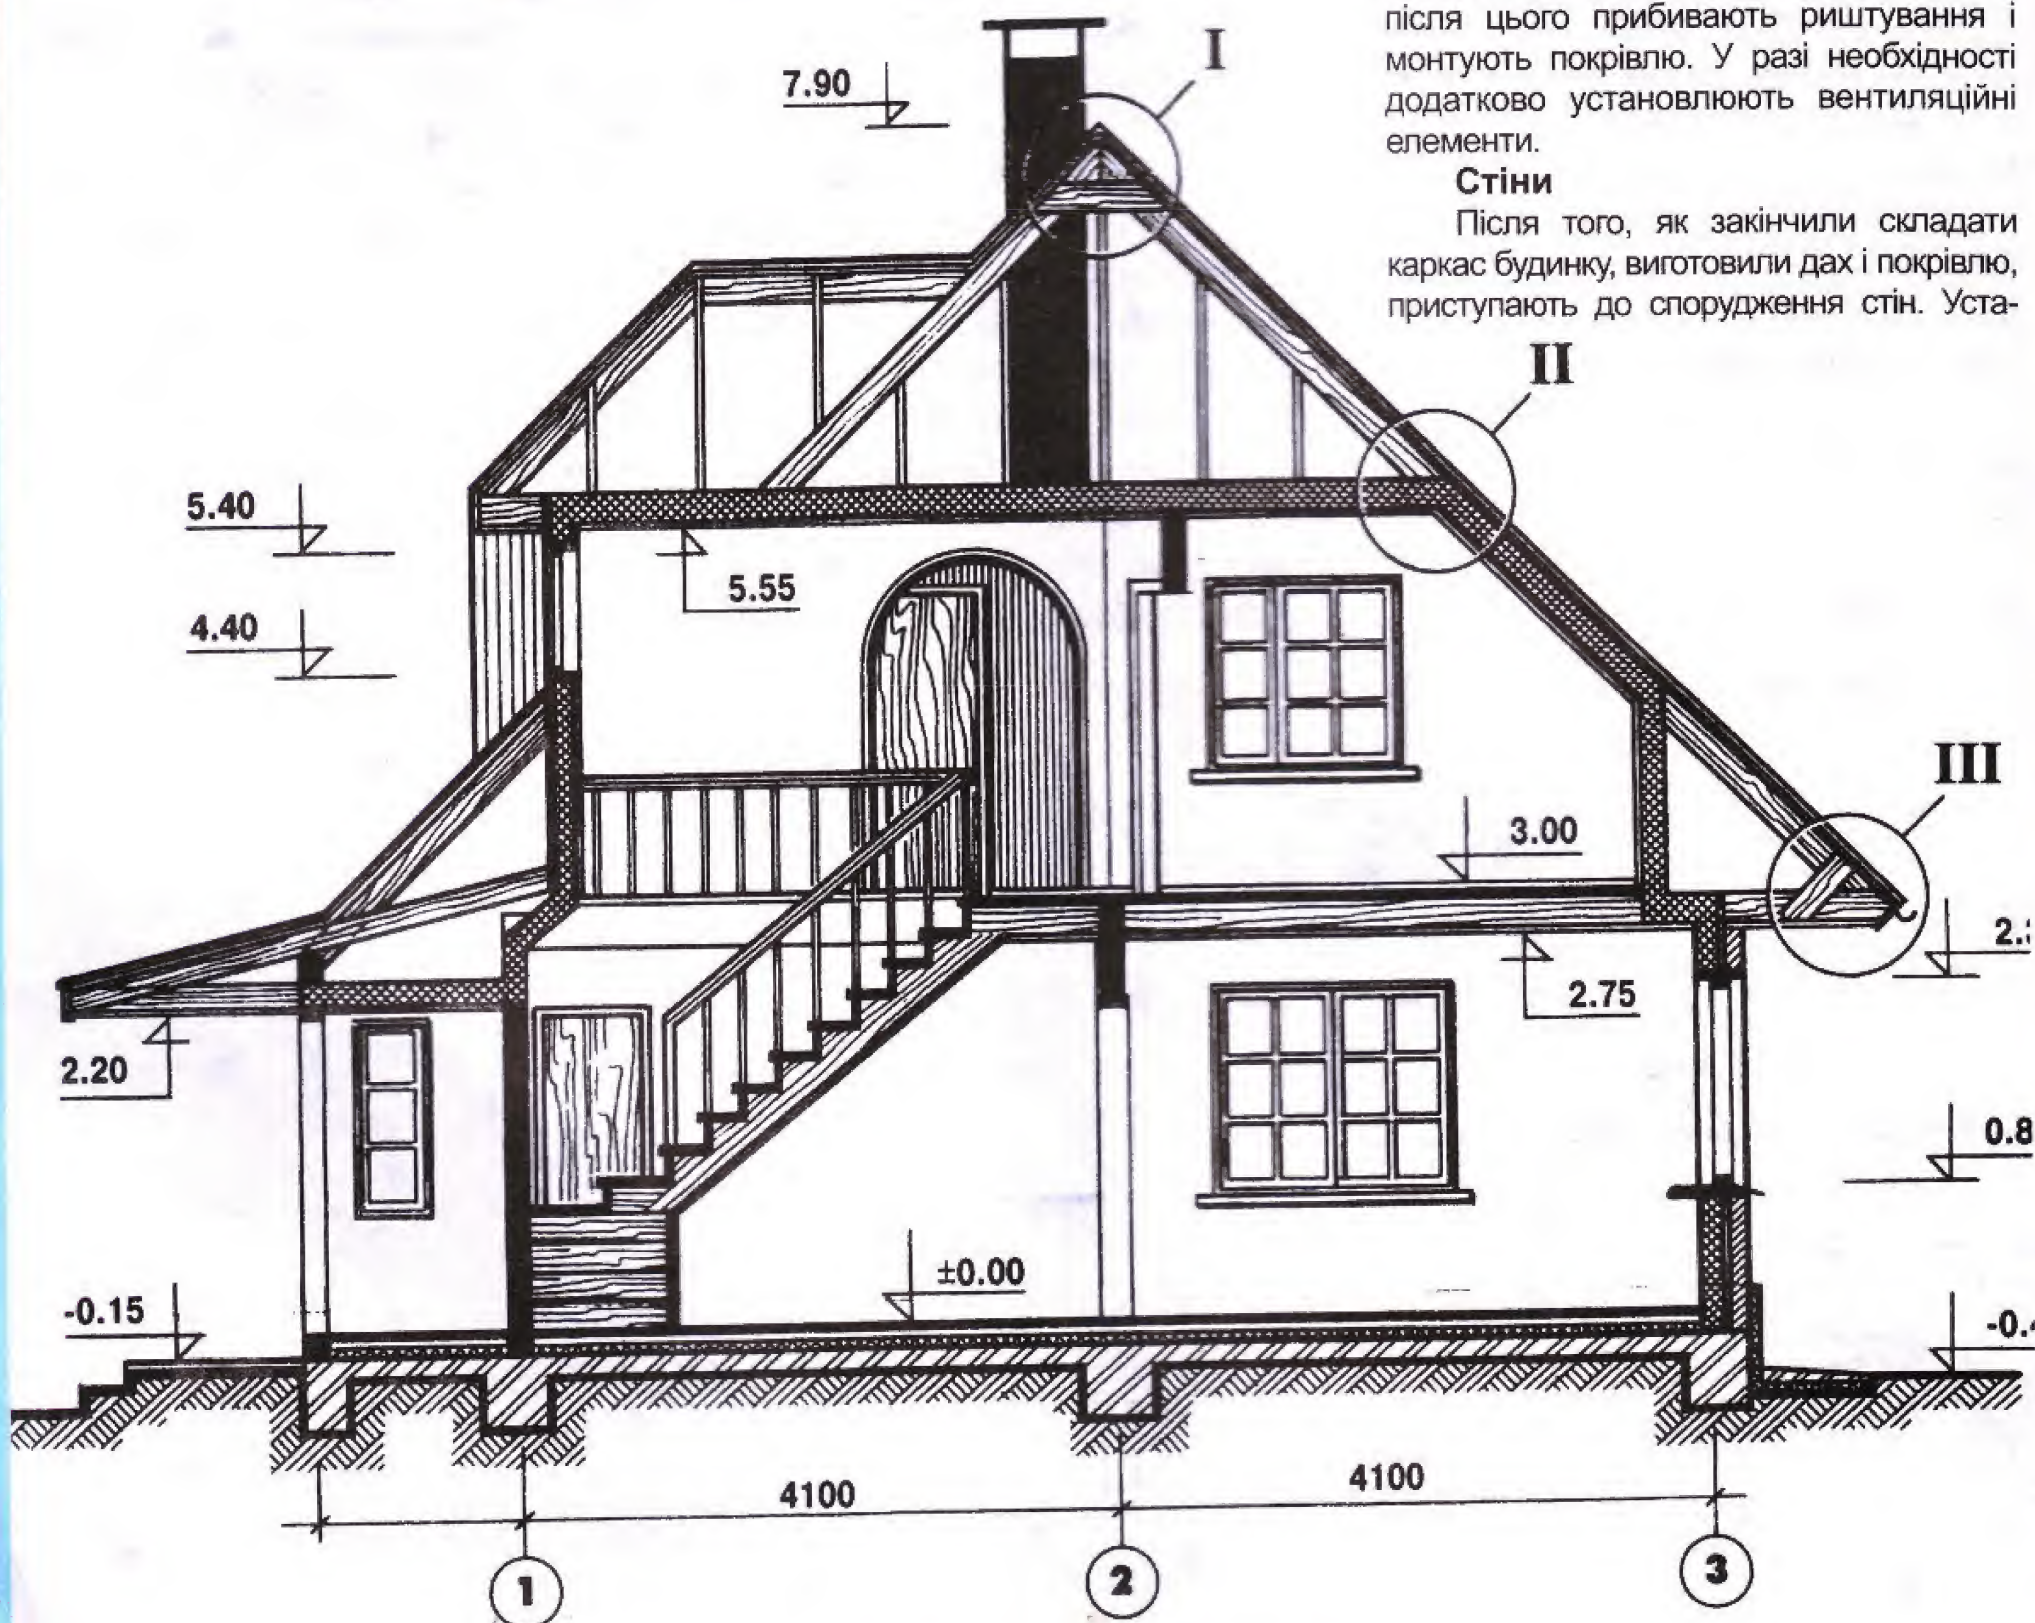 після цього прибивають риштування і
монтують покрівлю. У разі необхідності
додатково установлюють вентиляційні
елементи.
Стіни
Після того, як закінчили складати
каркас будинку, виготовили дах і покрівлю,
приступають до спорудження стін. Уста-
I
7.90
II
5.40
5.55
4.40
III
3.00
2.75
2.20
0.8
±0.00
-0.15
4100
4100
1
2
3